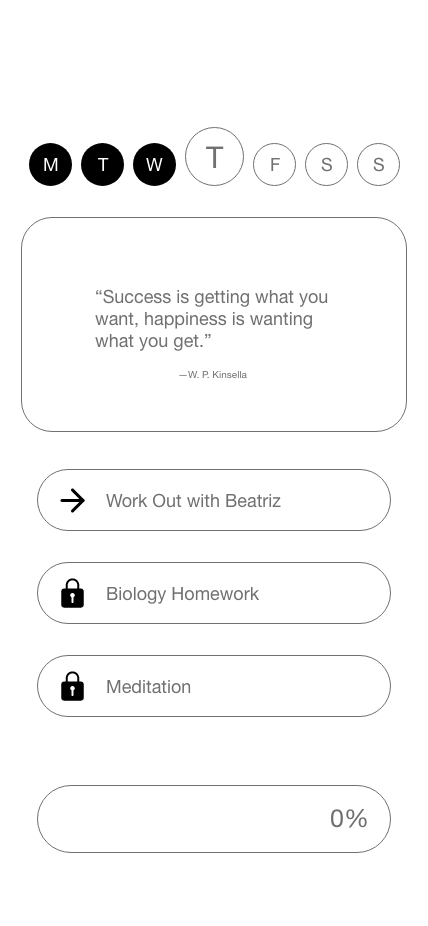 M T W T F S S
“Success is getting what you
want, happiness is wanting
what you get.”
—W. P. Kinsella
Work Out with Beatriz
Biology Homework
Meditation
0%